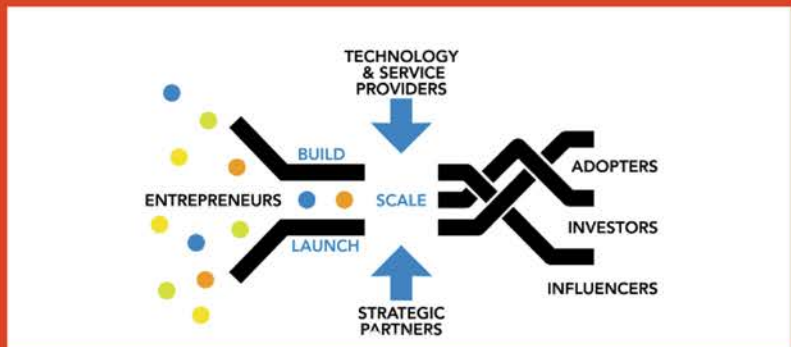 TECHNOLOGY
& SERVICE
PROVIDERS
BUILD
ADOPTERS
ENTREPRENEURS
SCALE
INVESTORS
LAUNCH
INFLUENCERS
STRATEGIC
PARTNERS